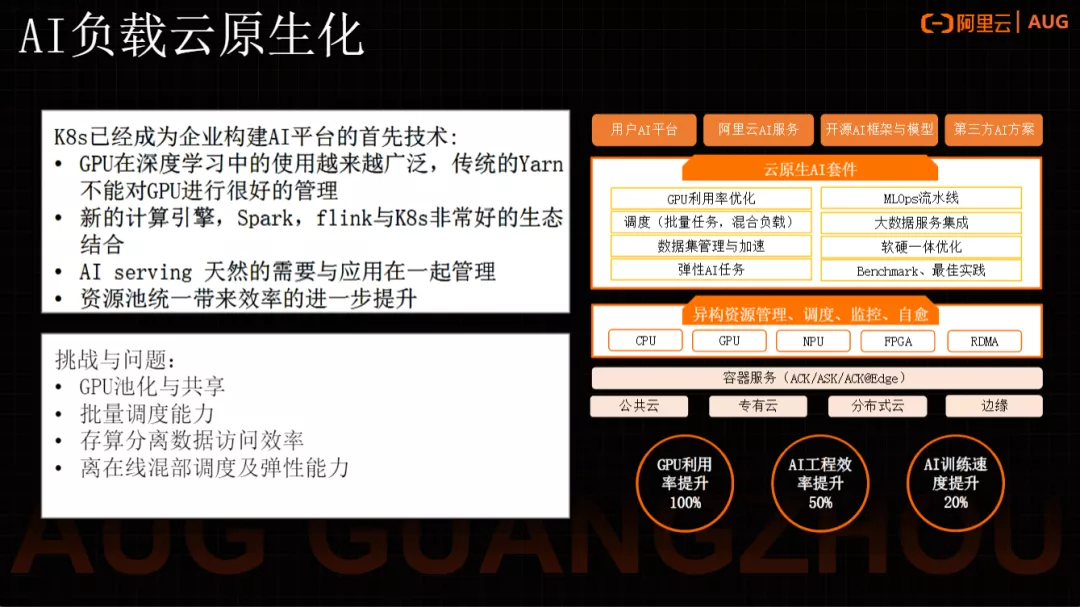 AI负载云原生化
阿里云 | AUG
K8s已经成为企业构建AI平台的首先技术:
• GPU在深度学习中的使用越来越广泛，传统的Yarn
不能对GPU进行很好的管理
• 新的计算引擎，Spark，flink与K8s非常好的生态
结合
• AI serving 天然的需要与应用在一起管理
• 资源池统一带来效率的进一步提升
挑战与问题:
• GPU池化与共享
• 批量调度能力
• 存算分离数据访问效率
• 离在线混部调度及弹性能力
用户AI平台
阿里云AI服务
开源AI框架与模型
第三方AI方案
云原生AI套件
GPU利用率优化
MLOps流水线
调度（批量任务，混合负载）
大数据服务集成
数据集管理与加速
软硬一体优化
弹性AI任务
Benchmark、最佳实践
异构资源管理、调度、监控、自愈
CPU
GPU
NPU
FPGA
RDMA
容器服务（ACK/ASK/ACK@Edge）
公共云
专有云
分布式云
边缘
GPU利用
率提升
100%
AI工程效
率提升
50%
AI训练速
度提升
20%
AUG GUANGZHOU